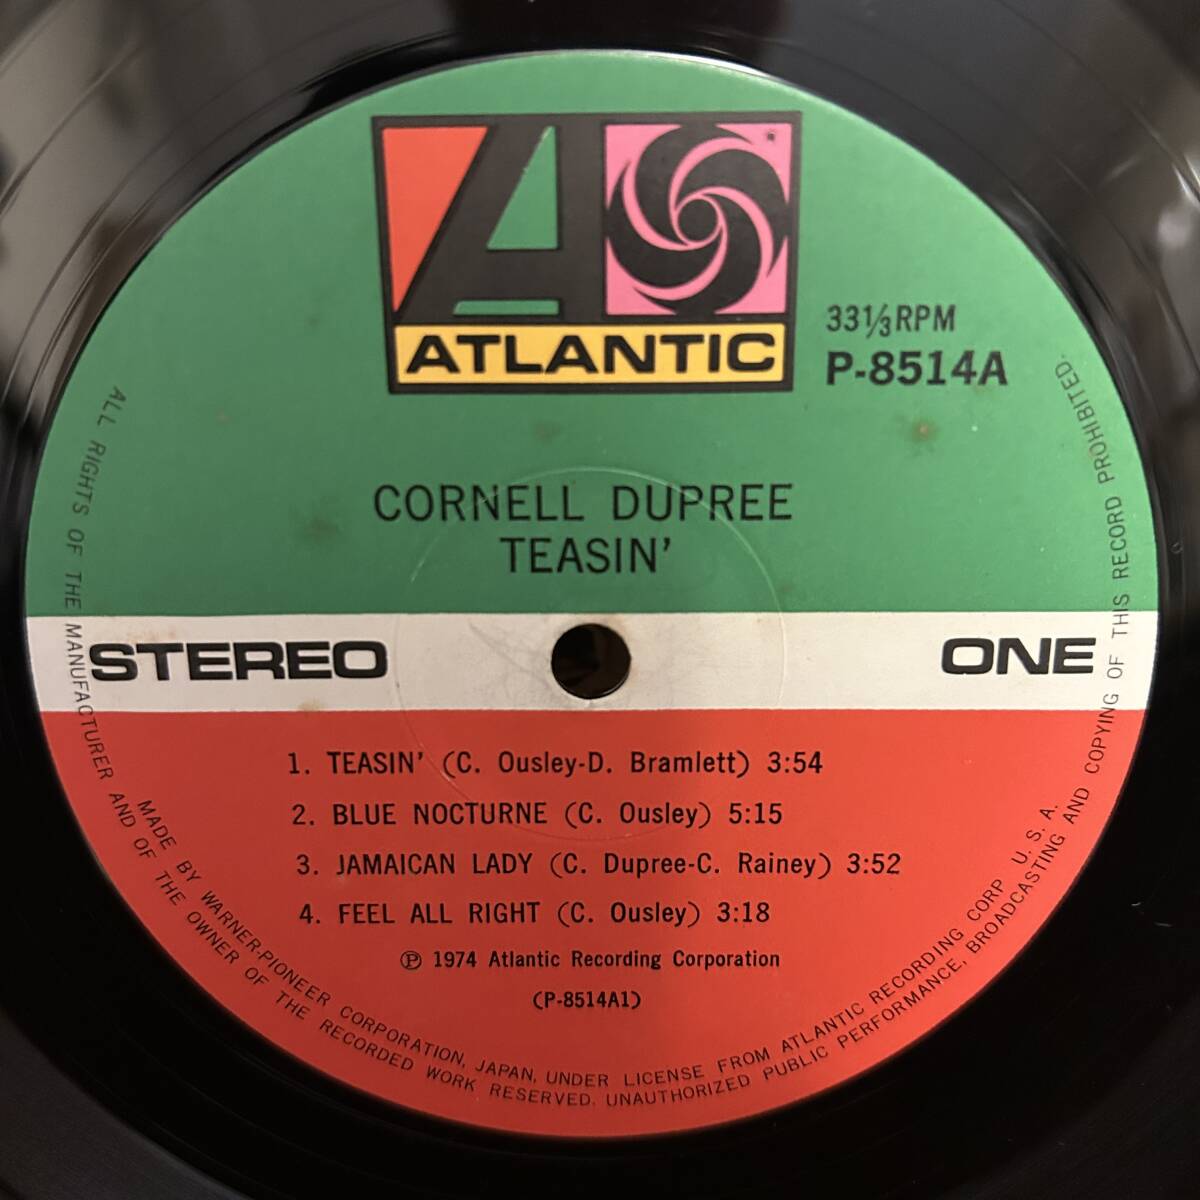 ATLANTIC
33⅓ RPM
P-8514A
CORNELL DUPREE
TEASIN’
STEREO
ONE
1. TEASIN’ (C. Ousley-D. Bramlett) 3:54
2. BLUE NOCTURNE (C. Ousley) 5:15
3. JAMAICAN LADY (C. Dupree-C. Rainey) 3:52
4. FEEL ALL RIGHT (C. Ousley) 3:18
℗ 1974 Atlantic Recording Corporation
(P-8514A1)
MADE BY WARNER-PIONEER CORPORATION, JAPAN, UNDER LICENSE FROM ATLANTIC RECORDING CORP U. S. A.
ALL RIGHTS OF THE MANUFACTURER AND OF THE OWNER OF THE RECORDED WORK RESERVED. UNAUTHORIZED PUBLIC PERFORMANCE, BROADCASTING AND COPYING OF THIS RECORD PROHIBITED.